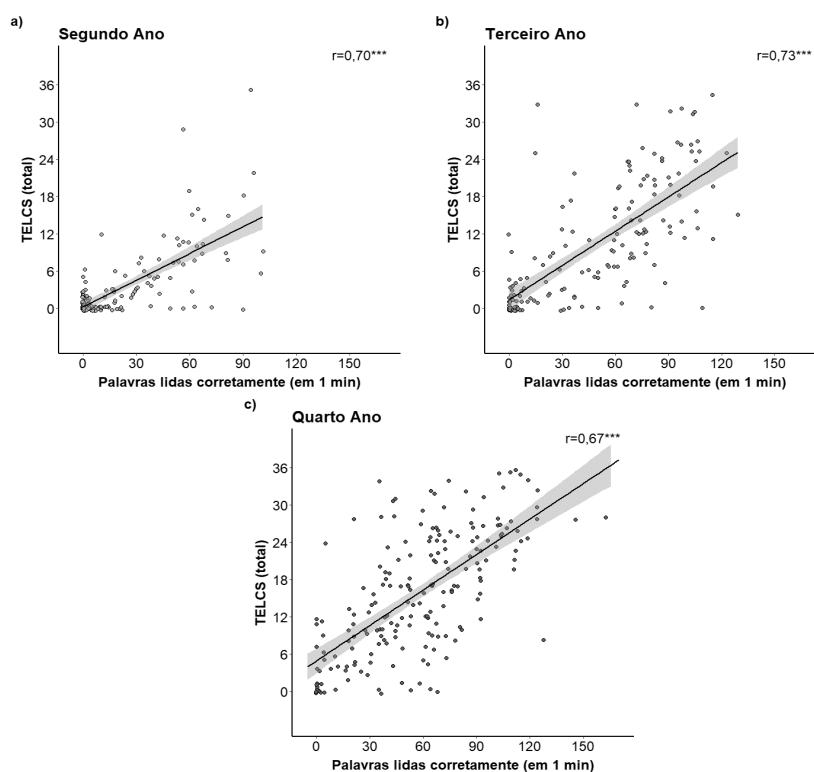 a)
Segundo Ano
r=0,70***
TELCS (total)
36
30
24
18
12
6
0
0 30 60 90 120 150
Palavras lidas corretamente (em 1 min)
b)
Terceiro Ano
r=0,73***
TELCS (total)
36
30
24
18
12
6
0
0 30 60 90 120 150
Palavras lidas corretamente (em 1 min)
c)
Quarto Ano
r=0,67***
TELCS (total)
36
30
24
18
12
6
0
0 30 60 90 120 150
Palavras lidas corretamente (em 1 min)